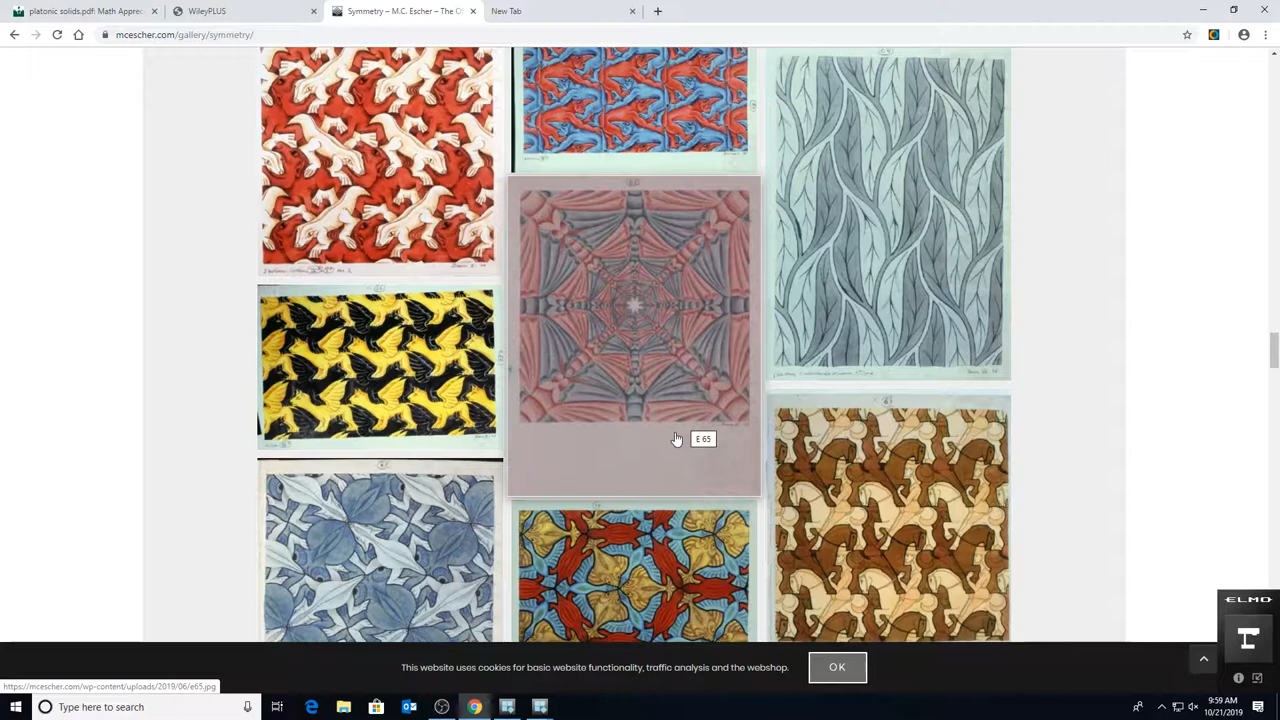 platonic solids.pdf: Math Apprec
WileyPLUS
Symmetry – M.C. Escher – The Of
New Tab
mcescher.com/gallery/symmetry/
E 65
ELMO
This website uses cookies for basic website functionality, traffic analysis and the webshop.
OK
https://mcescher.com/wp-content/uploads/2019/06/e65.jpg
Type here to search
9:59 AM
10/21/2019